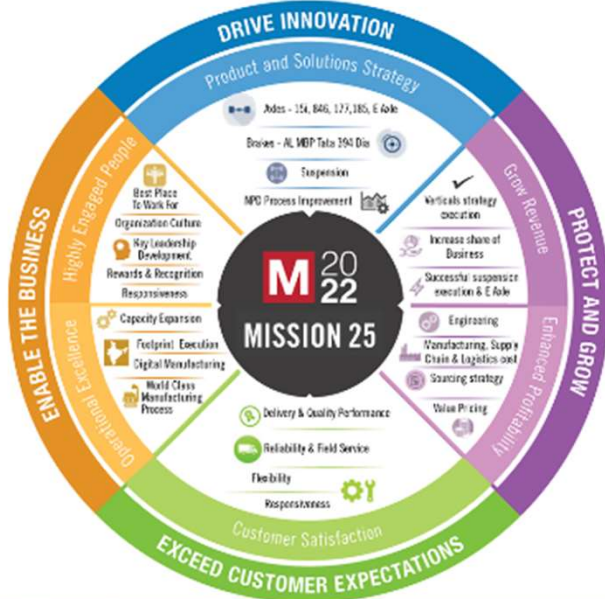 DRIVE INNOVATION
Product and Solutions Strategy
Axles - 15i, 846, 177,185, E Axle
Brakes - AL MBP Tata 394 Dia
Suspension
NPD Process Improvement
PROTECT AND GROW
Grow Revenue
Verticals strategy
execution
Increase share of
Business
Successful suspension
execution & E Axle
Enhanced Profitability
Engineering
Manufacturing, Supply
Chain & Logistics cost
Sourcing strategy
Value Pricing
EXCEED CUSTOMER EXPECTATIONS
Customer Satisfaction
Delivery & Quality Performance
Reliability & Field Service
Flexibility
Responsiveness
ENABLE THE BUSINESS
Highly Engaged People
Best Place
To Work For
Organization Culture
Key Leadership
Development
Rewards & Recognition
Responsiveness
Operational Excellence
Capacity Expansion
Footprint Execution
Digital Manufacturing
World Class
Manufacturing
Process
M 20
22
MISSION 25